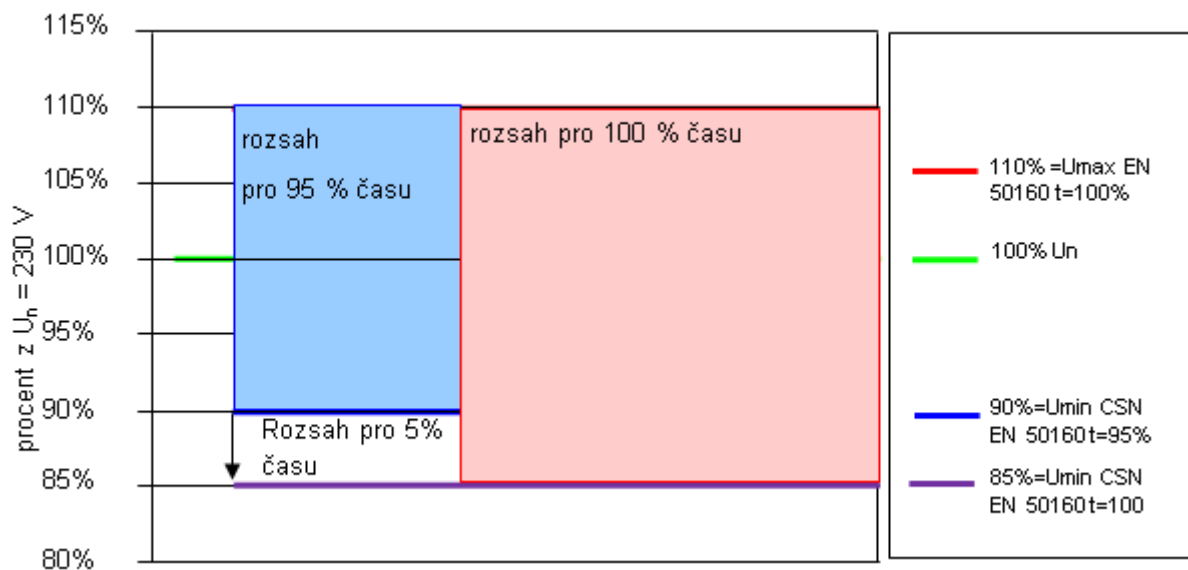 115%
110%
105%
100%
95%
90%
85%
80%
procent z Un = 230 V
rozsah
pro 95 % času
rozsah pro 100 % času
Rozsah pro 5%
času
110% =Umax EN
50160 t=100%
100% Un
90%=Umin CSN
EN 50160 t=95%
85%=Umin CSN
EN 50160 t=100